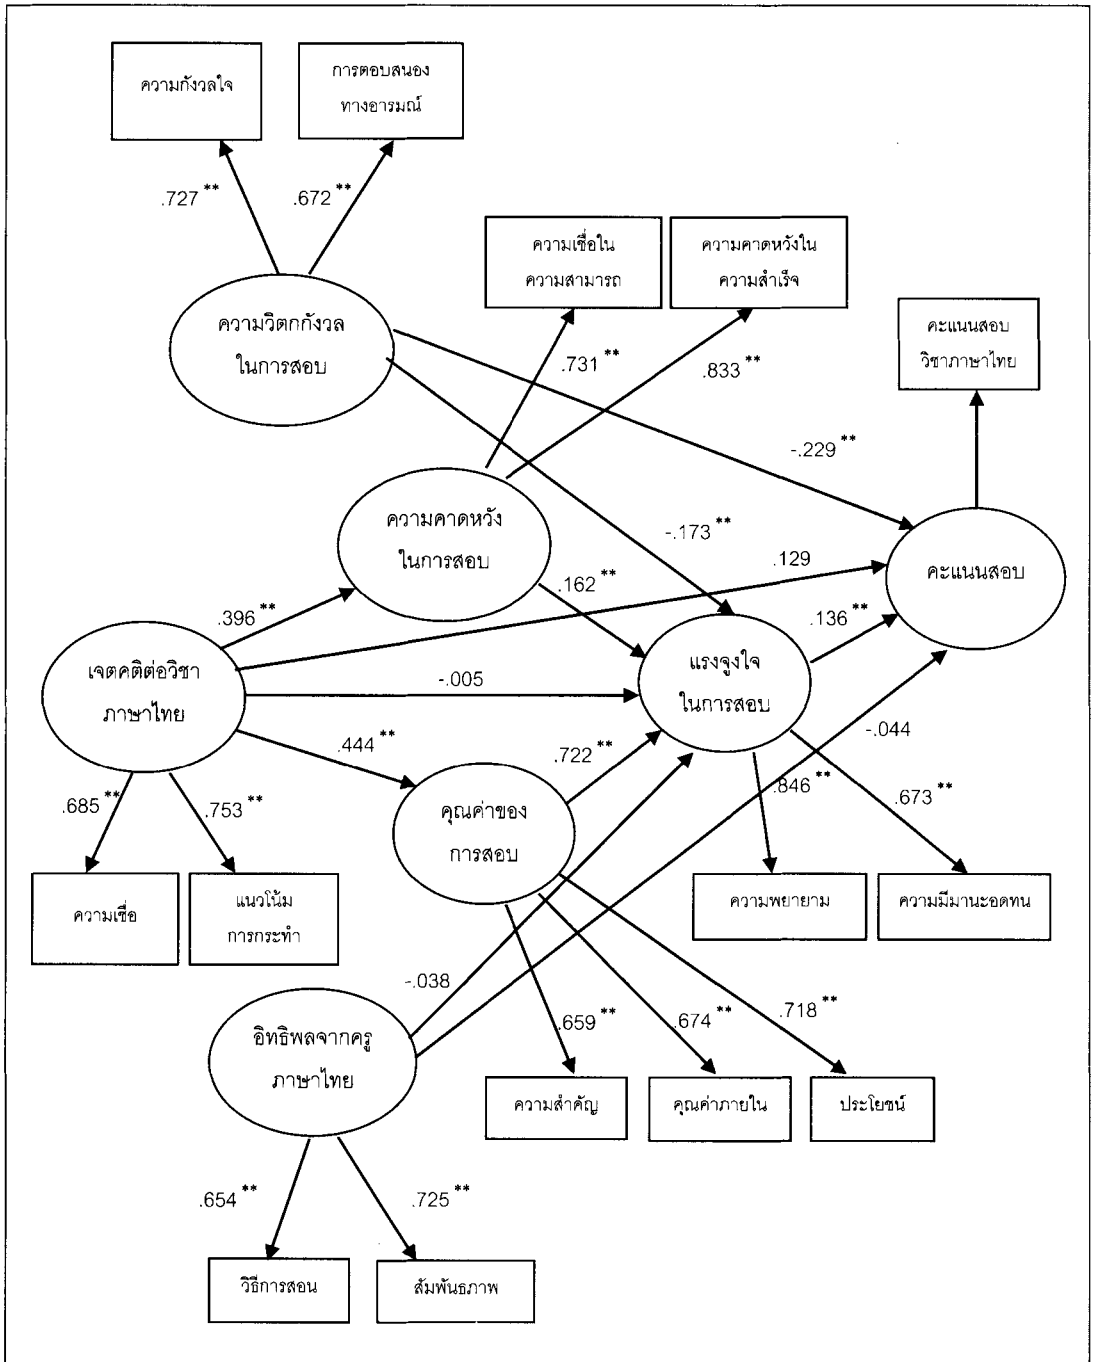 ความกังวลใจ
การตอบสนอง
ทางอารมณ์
.727**
.672**
ความเชื่อใน
ความสามารถ
ความคาดหวังใน
ความสำเร็จ
ความวิตกกังวล
ในการสอบ
คะแนนสอบ
วิชาภาษาไทย
.731**
.833**
-.229**
ความคาดหวัง
ในการสอบ
-.173**
.129
คะแนนสอบ
.162**
.396**
.136**
เจตคติต่อวิชา
ภาษาไทย
-.005
แรงจูงใจ
ในการสอบ
-.044
.444**
.722**
.846**
.673**
.685**
.753**
คุณค่าของ
การสอบ
ความเชื่อ
แนวโน้ม
การกระทำ
ความพยายาม
ความมีมานะอดทน
-.038
.659**
.674**
.718**
อิทธิพลจากครู
ภาษาไทย
ความสำคัญ
คุณค่าภายใน
ประโยชน์
.654**
.725**
วิธีการสอน
สัมพันธภาพ